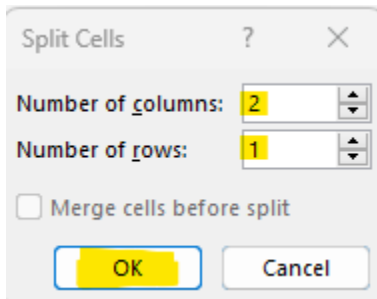 Split Cells ? ×
Number of columns: 2
Number of rows: 1
Merge cells before split
OK Cancel